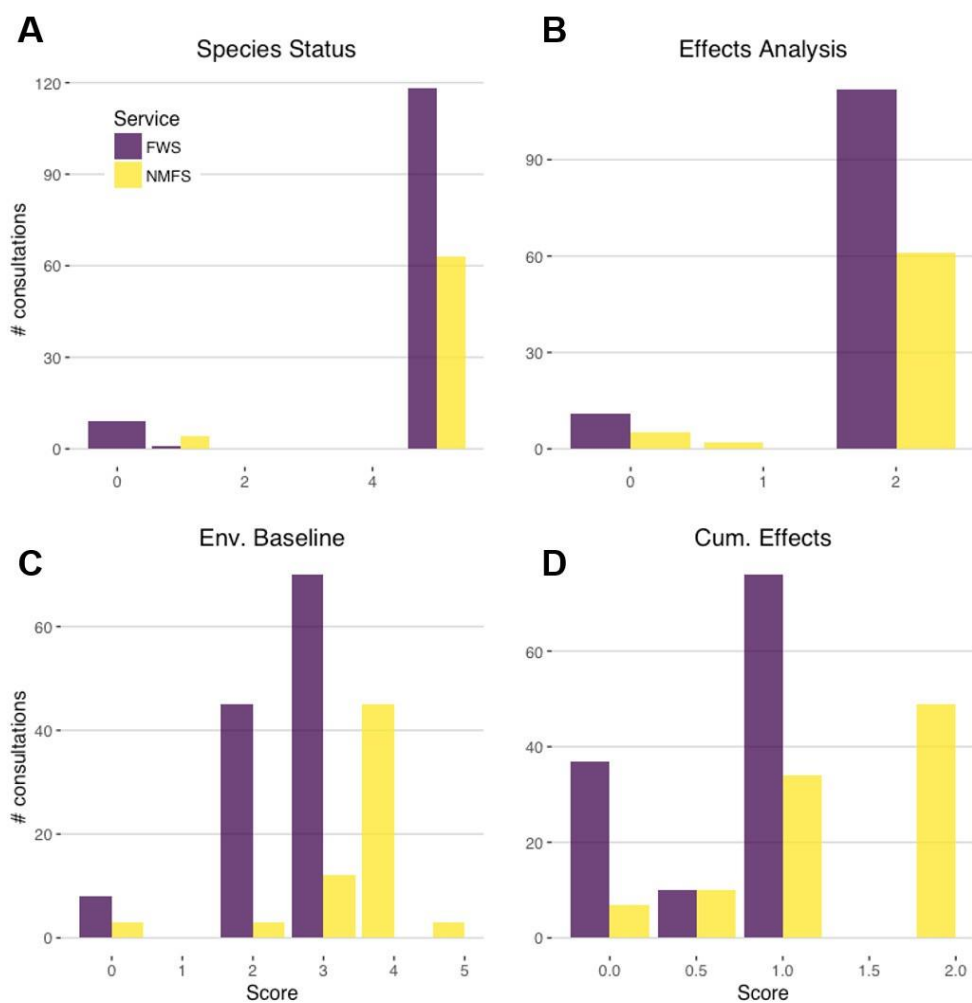 A
Species Status
120
90
60
30
0
# consultations
Service
FWS
NMFS
0 2 4
B
Effects Analysis
90
60
30
0
0 1 2
C
Env. Baseline
60
40
20
0
# consultations
0 1 2 3 4 5
Score
D
Cum. Effects
60
40
20
0
0.0 0.5 1.0 1.5 2.0
Score